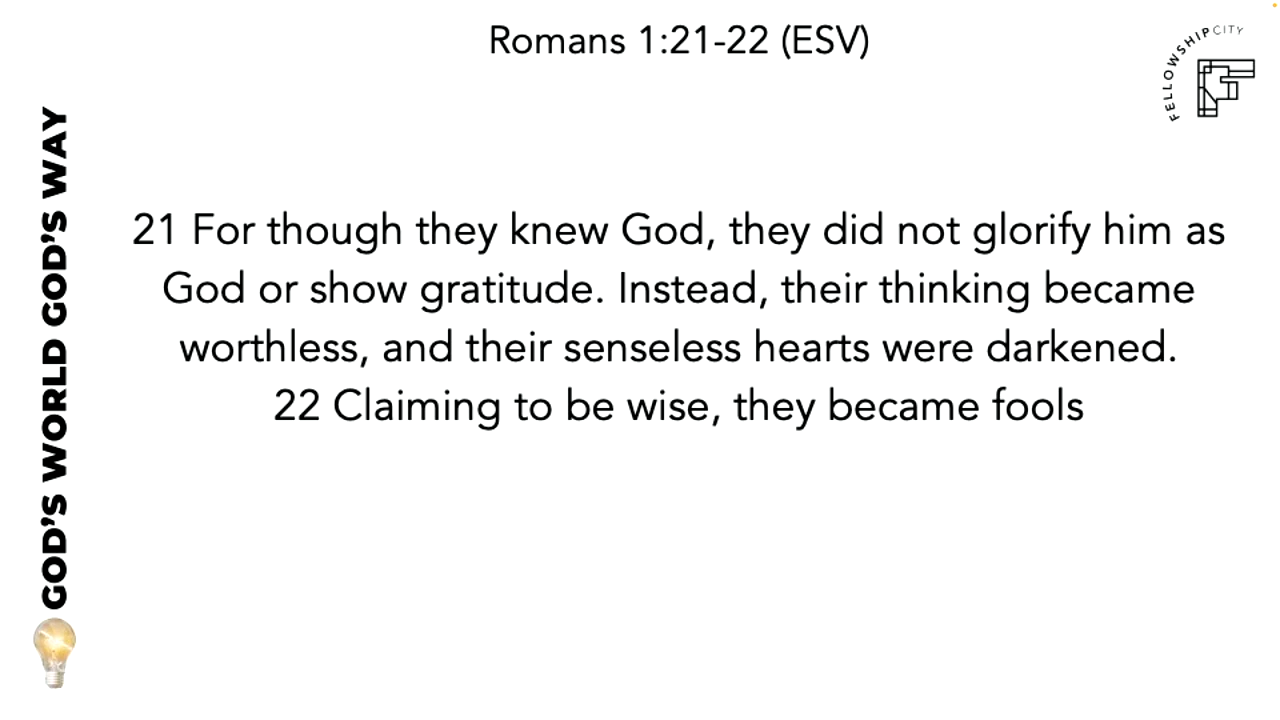 Romans 1:21-22 (ESV)
FELLOWSHIPCITY
GOD'S WORLD GOD'S WAY
21 For though they knew God, they did not glorify him as
God or show gratitude. Instead, their thinking became
worthless, and their senseless hearts were darkened.
22 Claiming to be wise, they became fools